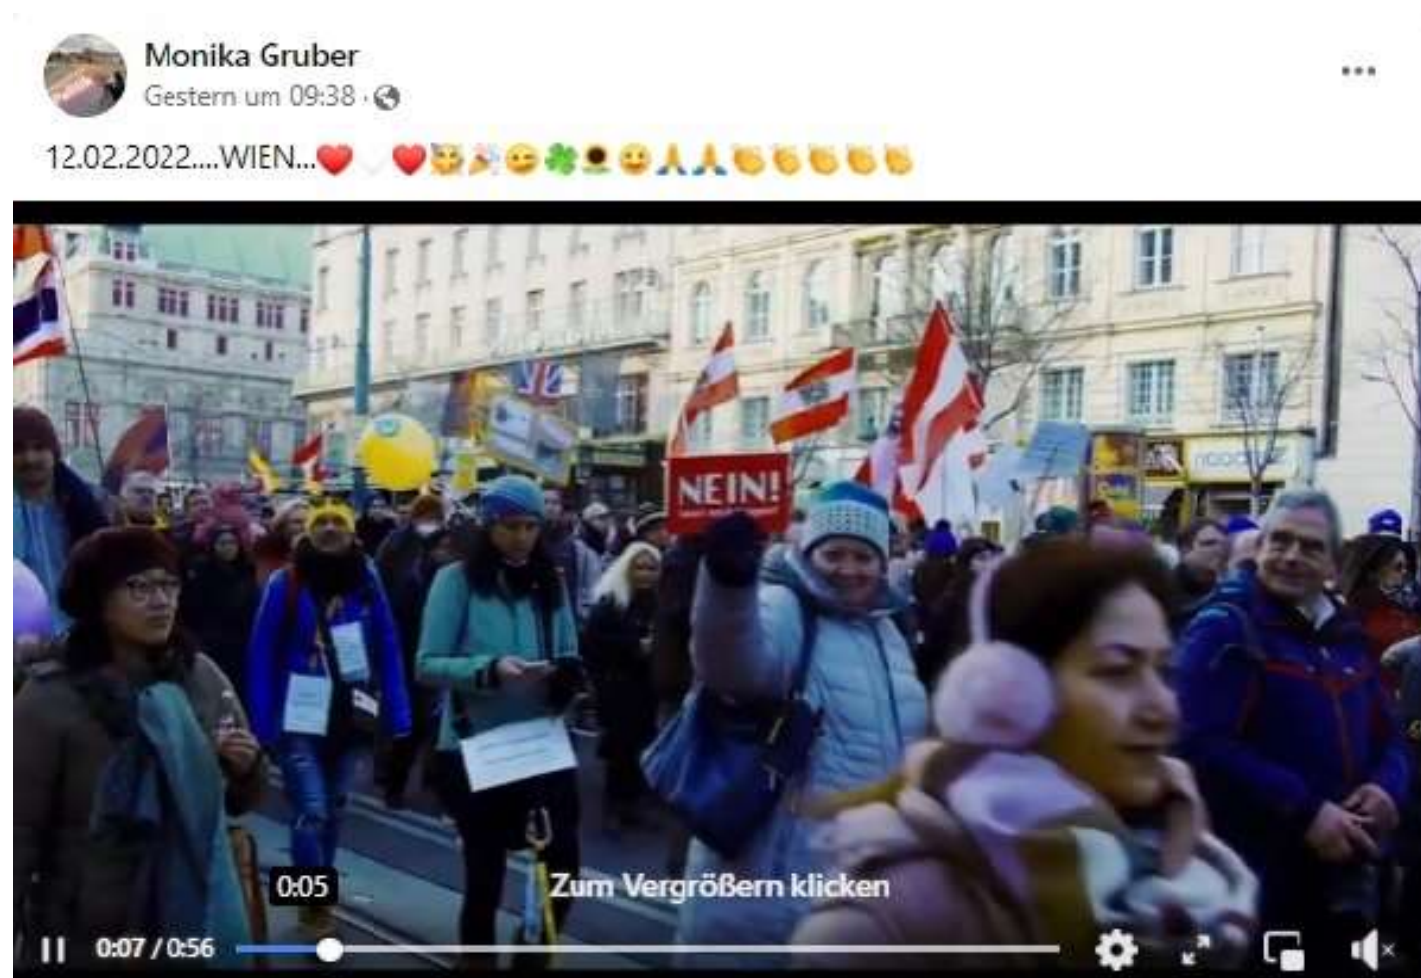 Monika Gruber
Gestern um 09:38 ·
12.02.2022....WIEN...❤️🤍❤️🥰🎉😊🍀🌻🙂🙏🙏👏👏👏👏👏
NEIN!
0:05
Zum Vergrößern klicken
0:07 / 0:56